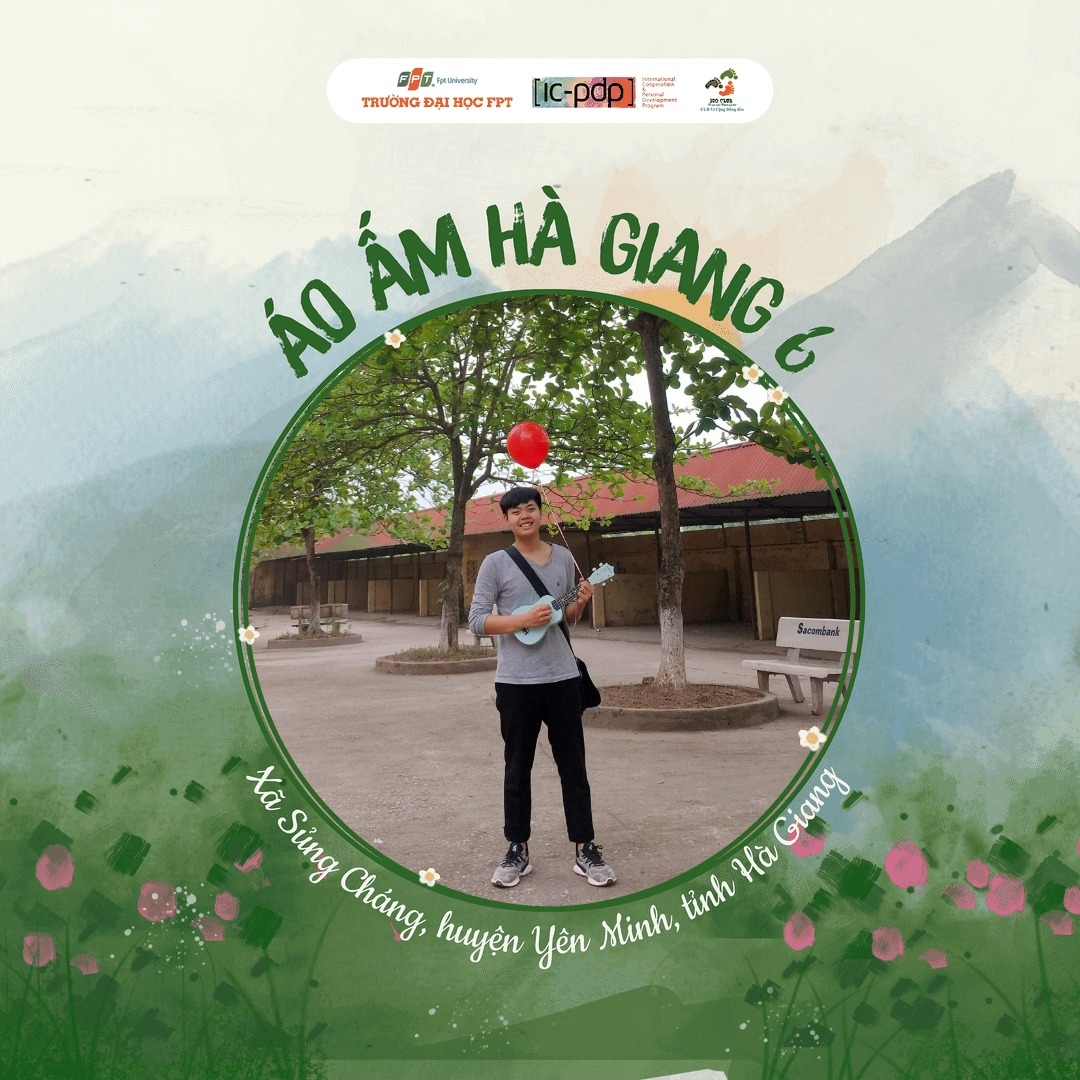 FPT Fpt University
TRƯỜNG ĐẠI HỌC FPT
[ic-pdp]
International
Cooperation
&
Personal
Development
Program
ÁO ẤM HÀ GIANG 6
Sacombank
Xã Sủng Cháng, huyện Yên Minh, tỉnh Hà Giang